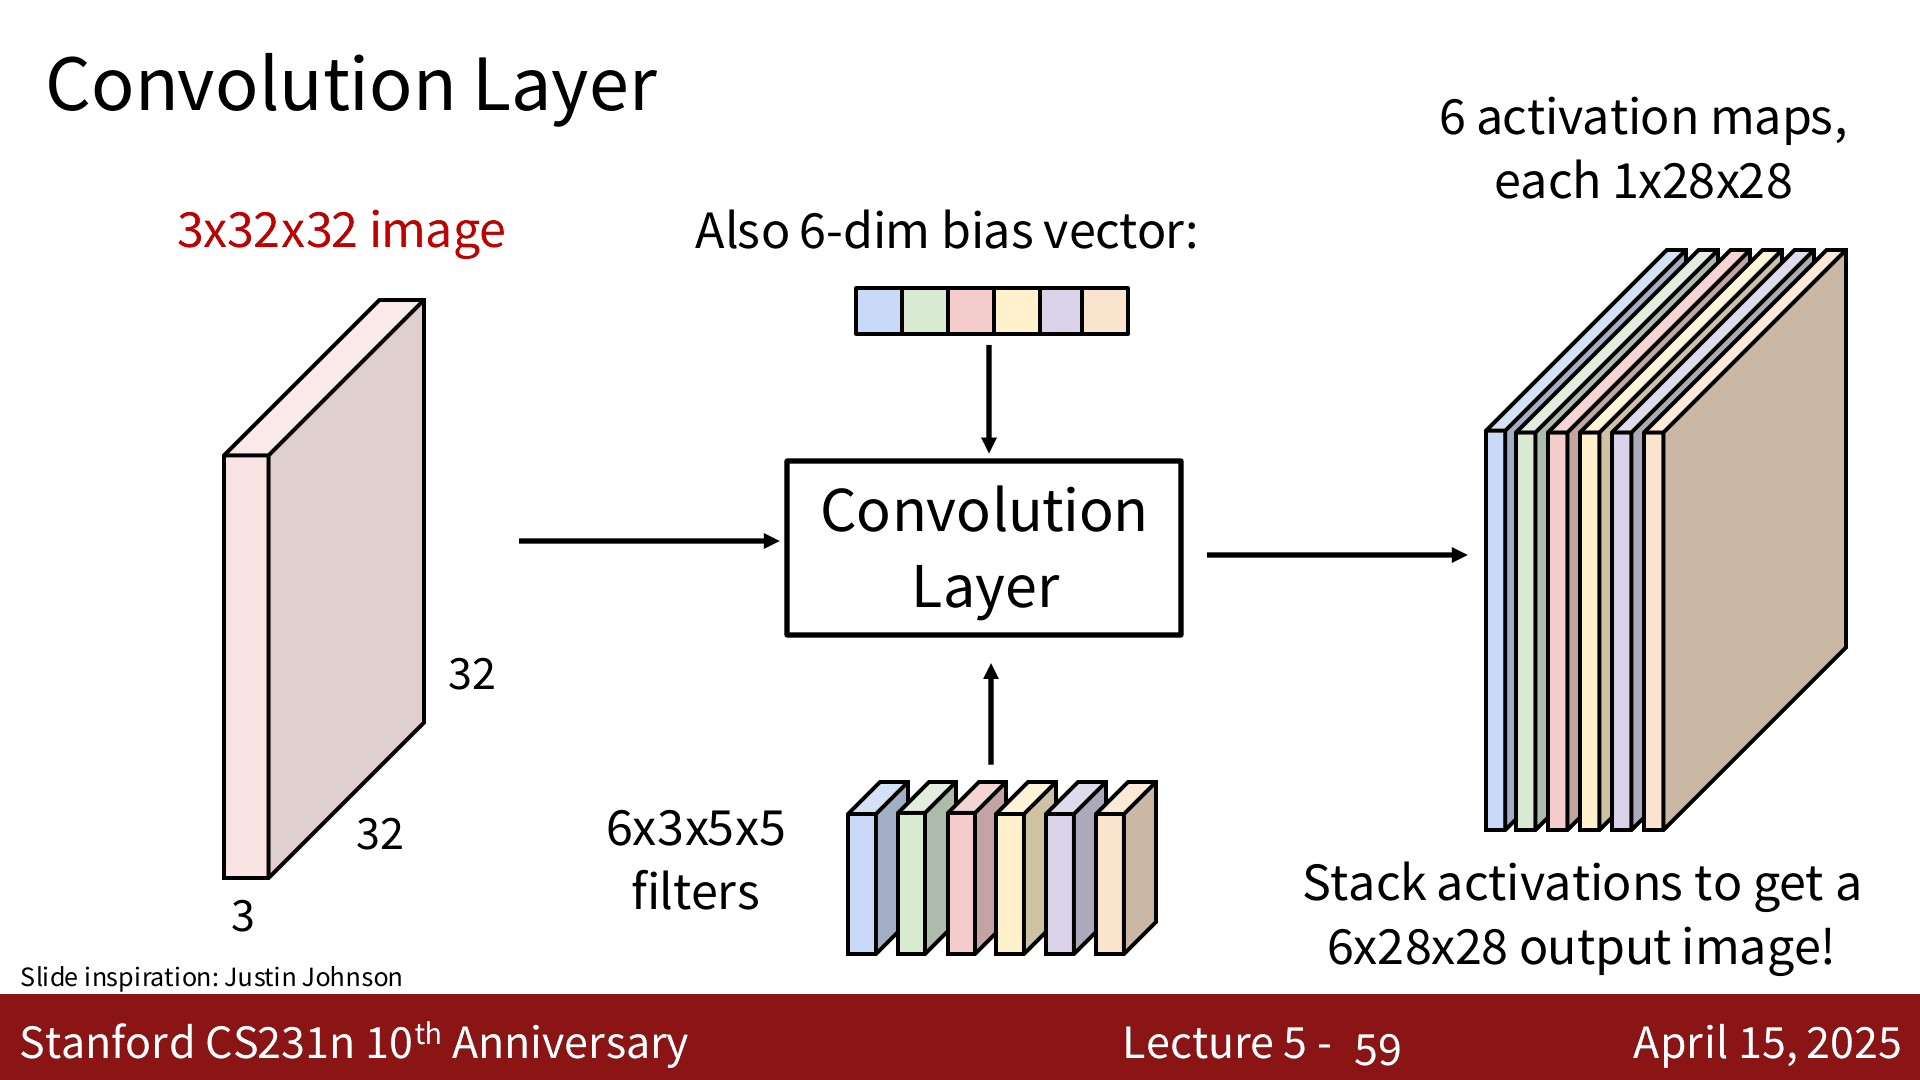 Convolution Layer
3x32x32 image
32
32
3
Also 6-dim bias vector:
Convolution
Layer
6x3x5x5
filters
6 activation maps,
each 1x28x28
Stack activations to get a
6x28x28 output image!
Slide inspiration: Justin Johnson
Stanford CS231n 10th Anniversary
Lecture 5 - 59
April 15, 2025